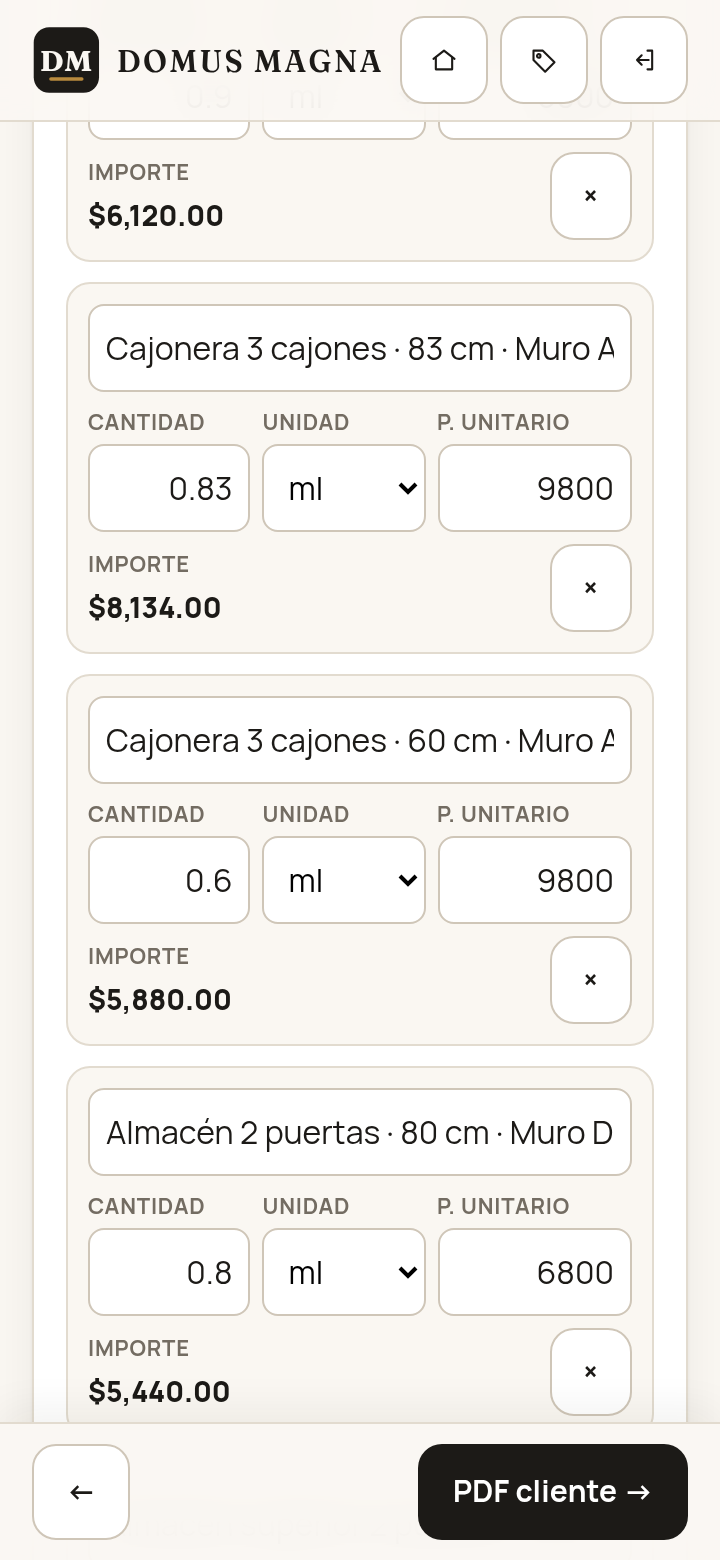 DM DOMUS MAGNA
0.9 ml
IMPORTE
$6,120.00
×
Cajonera 3 cajones · 83 cm · Muro A
CANTIDAD UNIDAD P. UNITARIO
0.83 ml 9800
IMPORTE
$8,134.00
×
Cajonera 3 cajones · 60 cm · Muro A
CANTIDAD UNIDAD P. UNITARIO
0.6 ml 9800
IMPORTE
$5,880.00
×
Almacén 2 puertas · 80 cm · Muro D
CANTIDAD UNIDAD P. UNITARIO
0.8 ml 6800
IMPORTE
$5,440.00
×
← PDF cliente →